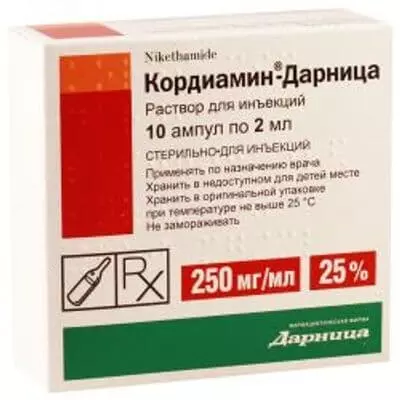 Nikethamide
Кордиамин®-Дарница
Раствор для инъекций
10 ампул по 2 мл
СТЕРИЛЬНО-ДЛЯ ИНЪЕКЦИЙ
Применять по назначению врача
Хранить в недоступном для детей месте
Хранить в оригинальной упаковке
при температуре не выше 25 °С
Не замораживать
Rx
250 мг/мл 25%
ФАРМАЦЕВТИЧЕСКАЯ ФИРМА
Дарница